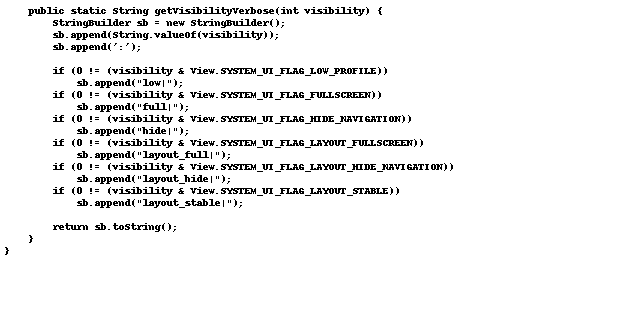 public static String getVisibilityVerbose(int visibility) {
        StringBuilder sb = new StringBuilder();
        sb.append(String.valueOf(visibility));
        sb.append(':');

        if (0 != (visibility & View.SYSTEM_UI_FLAG_LOW_PROFILE))
            sb.append("low|");
        if (0 != (visibility & View.SYSTEM_UI_FLAG_FULLSCREEN))
            sb.append("full|");
        if (0 != (visibility & View.SYSTEM_UI_FLAG_HIDE_NAVIGATION))
            sb.append("hide|");
        if (0 != (visibility & View.SYSTEM_UI_FLAG_LAYOUT_FULLSCREEN))
            sb.append("layout_full|");
        if (0 != (visibility & View.SYSTEM_UI_FLAG_LAYOUT_HIDE_NAVIGATION))
            sb.append("layout_hide|");
        if (0 != (visibility & View.SYSTEM_UI_FLAG_LAYOUT_STABLE))
            sb.append("layout_stable|");

        return sb.toString();
    }
}